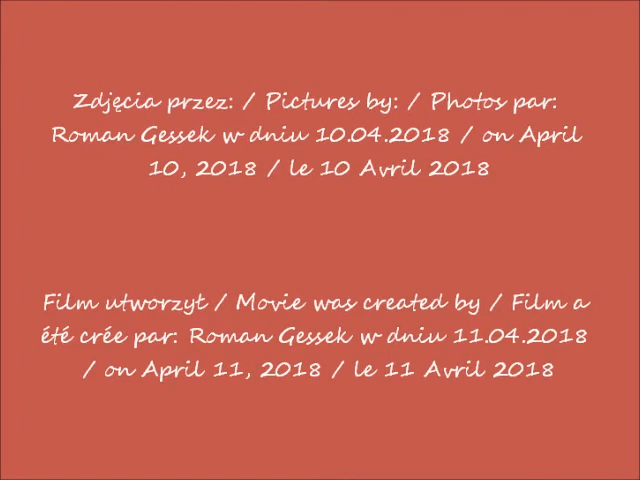 Zdjęcia przez: / Pictures by: / Photos par:
Roman Gessek w dniu 10.04.2018 / on April
10, 2018 / le 10 Avril 2018
Film utworzyt / Movie was created by / Film a
été crée par: Roman Gessek w dniu 11.04.2018
/ on April 11, 2018 / le 11 Avril 2018